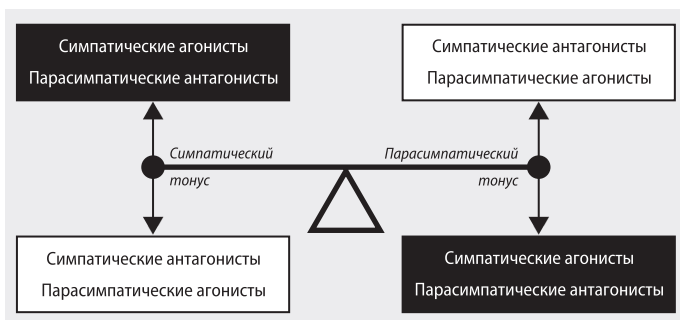 Симпатические агонисты
Парасимпатические антагонисты
Симпатические антагонисты
Парасимпатические агонисты
Симпатический
тонус
Парасимпатический
тонус
Симпатические антагонисты
Парасимпатические агонисты
Симпатические агонисты
Парасимпатические антагонисты